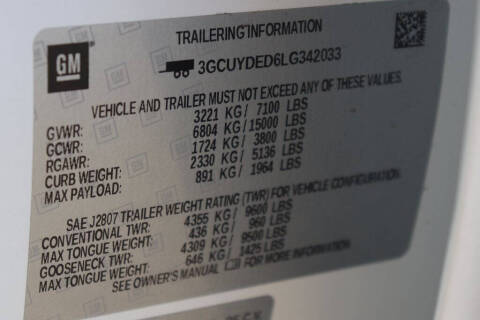 TRAILERING INFORMATION
GM
3GCUYDED6LG342033
VEHICLE AND TRAILER MUST NOT EXCEED ANY OF THESE VALUES.
GVWR: 3221 KG / 7100 LBS
GCWR: 6804 KG / 15000 LBS
RGAWR: 1724 KG / 3800 LBS
CURB WEIGHT: 2330 KG / 5136 LBS
MAX PAYLOAD: 891 KG / 1964 LBS
SAE J2807 TRAILER WEIGHT RATING (TWR) FOR VEHICLE CONFIGURATION.
CONVENTIONAL TWR: 4355 KG / 9600 LBS
MAX TONGUE WEIGHT: 436 KG / 960 LBS
GOOSENECK TWR: 4309 KG / 9500 LBS
MAX TONGUE WEIGHT: 646 KG / 1425 LBS
SEE OWNER'S MANUAL FOR MORE INFORMATION